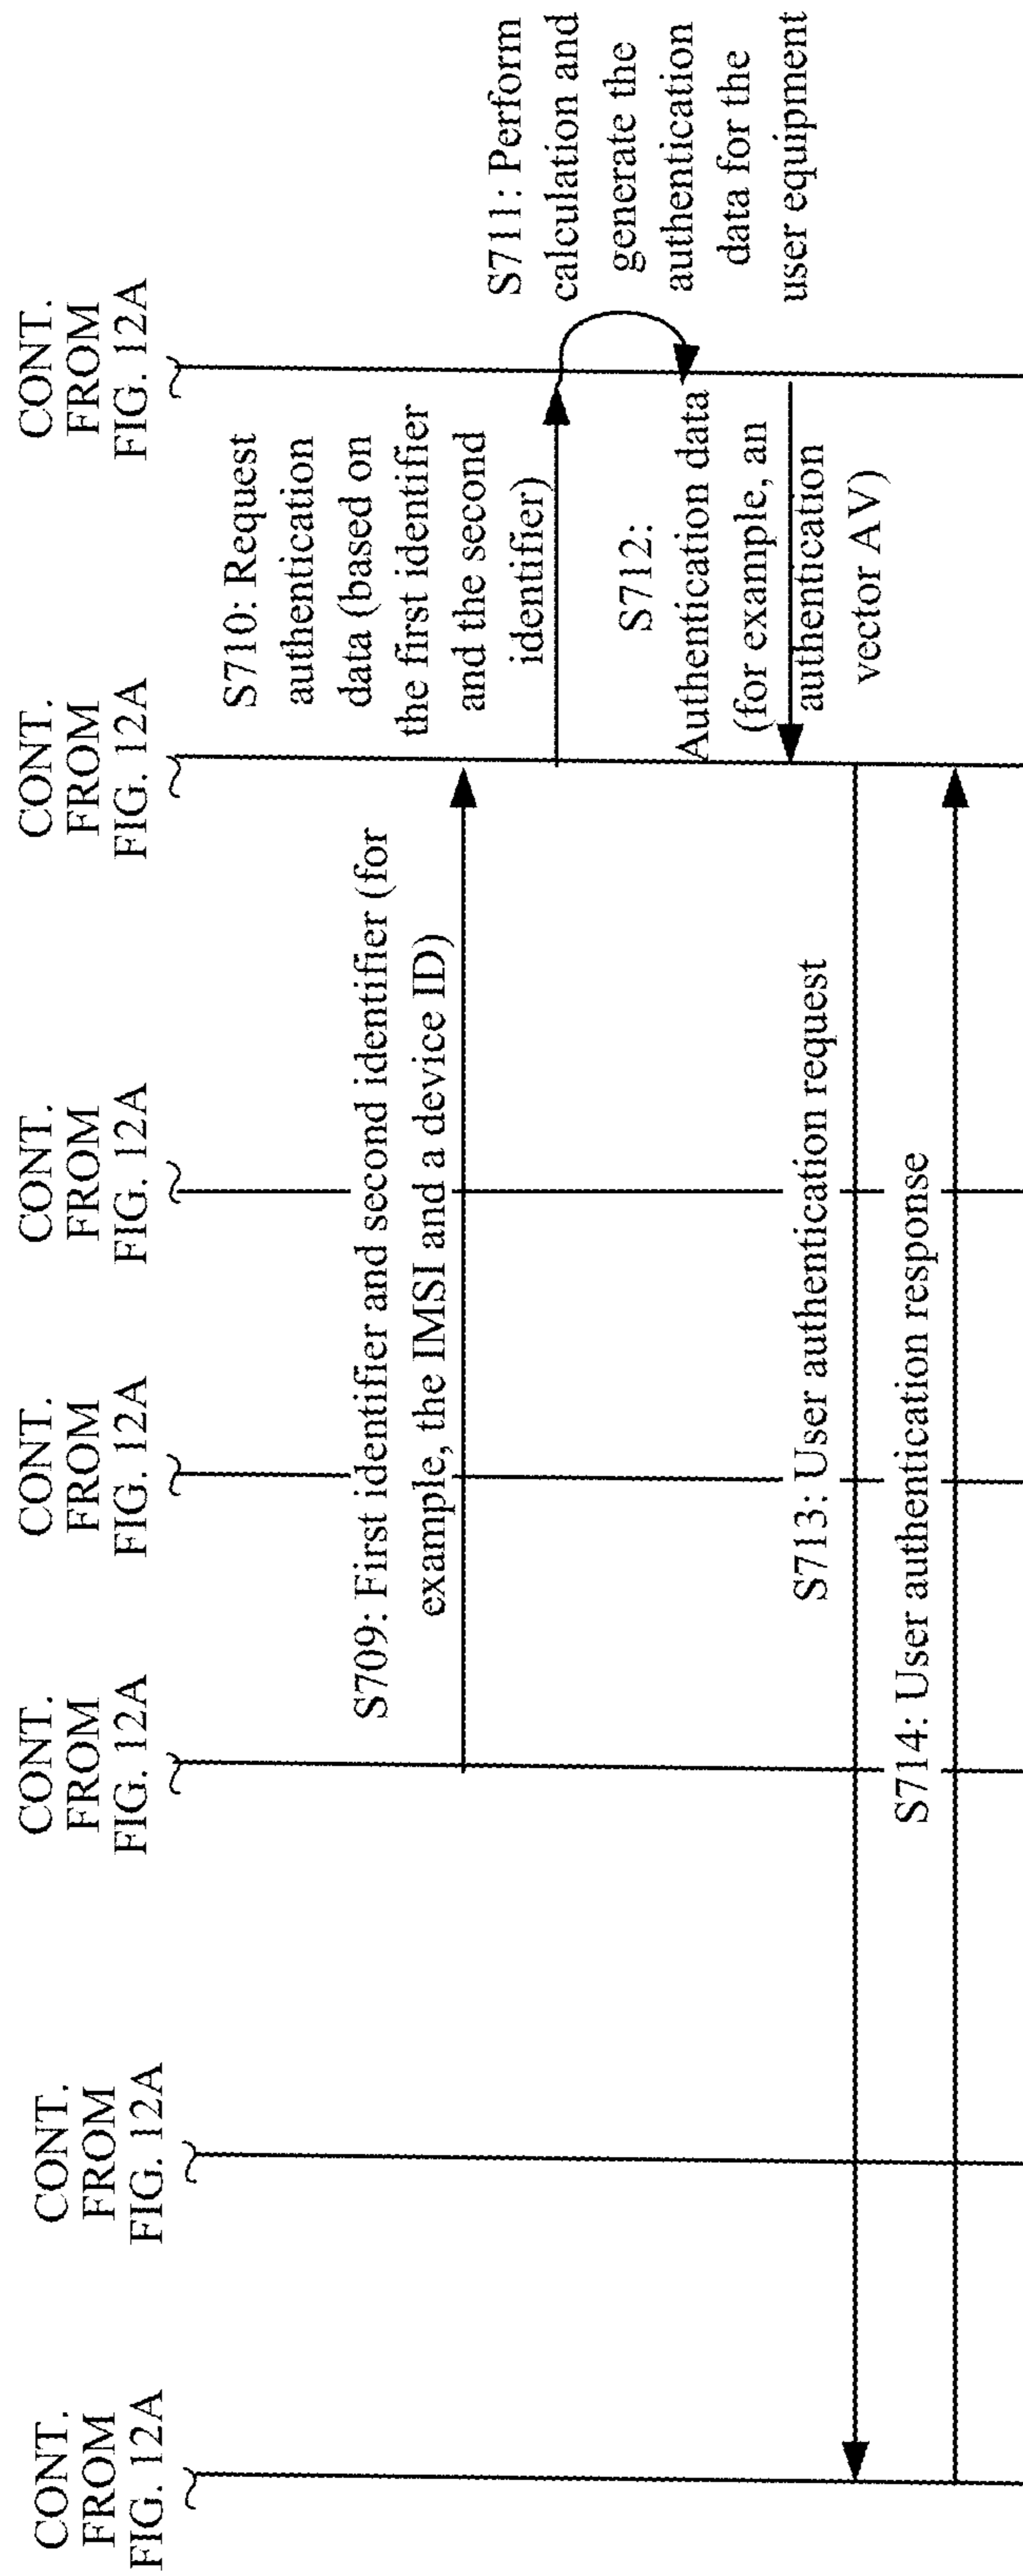 CONT.
FROM
FIG. 12A
CONT.
FROM
FIG. 12A
CONT.
FROM
FIG. 12A
CONT.
FROM
FIG. 12A
CONT.
FROM
FIG. 12A
CONT.
FROM
FIG. 12A
CONT.
FROM
FIG. 12A
S709: First identifier and second identifier (for
example, the IMSI and a device ID)
S710: Request
authentication
data (based on
the first identifier
and the second
identifier)
S711: Perform
calculation and
generate the
authentication
data for the
user equipment
S712:
Authentication data
(for example, an
authentication
vector AV)
S713: User authentication request
S714: User authentication response